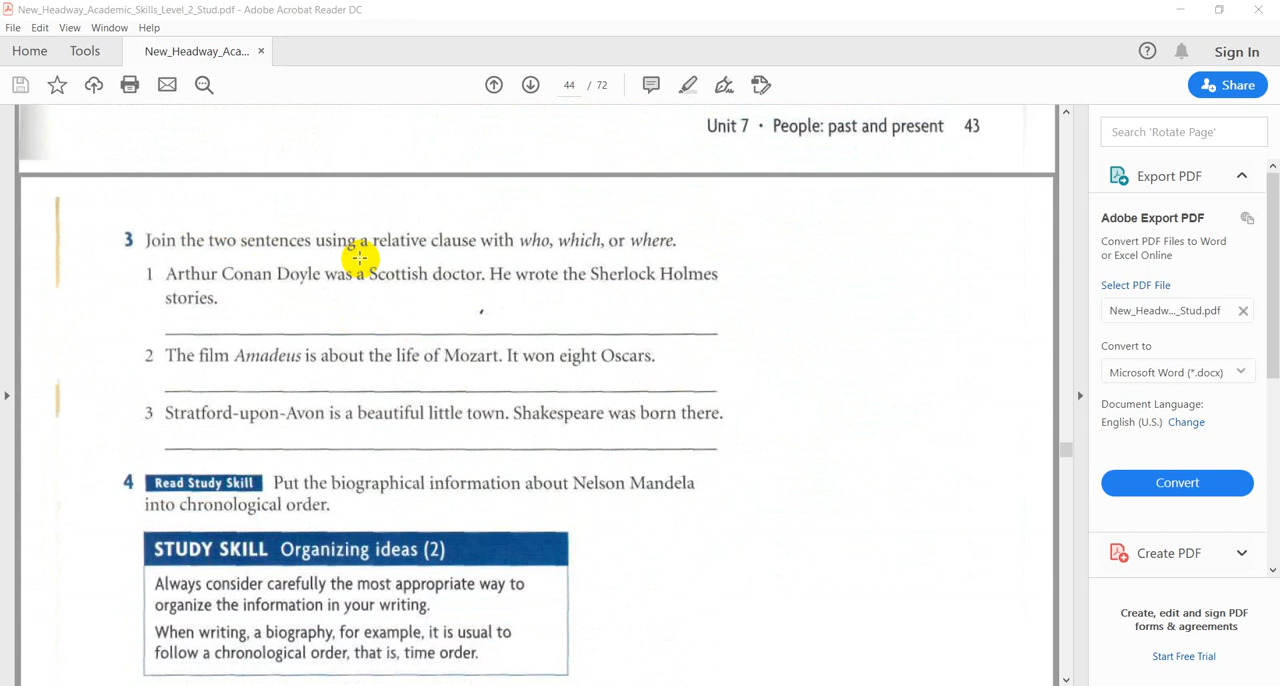 New_Headway_Academic_Skills_Level_2_Stud.pdf - Adobe Acrobat Reader DC
File Edit View Window Help
Home Tools New_Headway_Aca... × Sign In
44 / 72 Share
Unit 7 • People: past and present 43
3 Join the two sentences using a relative clause with who, which, or where.
1 Arthur Conan Doyle was a Scottish doctor. He wrote the Sherlock Holmes
stories.
2 The film Amadeus is about the life of Mozart. It won eight Oscars.
3 Stratford-upon-Avon is a beautiful little town. Shakespeare was born there.
4 Read Study Skill Put the biographical information about Nelson Mandela
into chronological order.
STUDY SKILL Organizing ideas (2)
Always consider carefully the most appropriate way to
organize the information in your writing.
When writing, a biography, for example, it is usual to
follow a chronological order, that is, time order.
Search 'Rotate Page'
Export PDF
Adobe Export PDF
Convert PDF Files to Word
or Excel Online
Select PDF File
New_Headw..._Stud.pdf
Convert to
Microsoft Word (*.docx)
Document Language:
English (U.S.) Change
Convert
Create PDF
Create, edit and sign PDF
forms & agreements
Start Free Trial